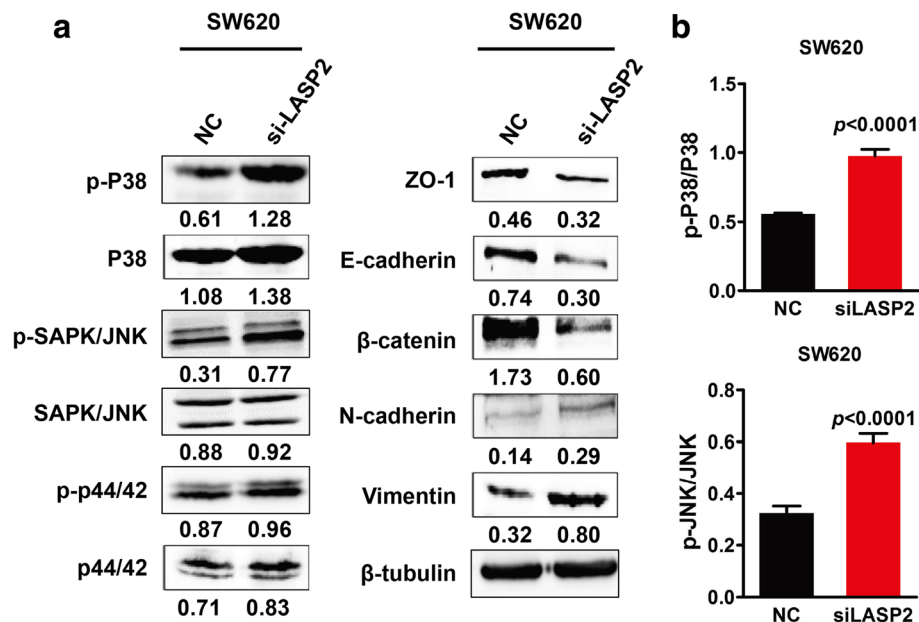 a
SW620
NC si-LASP2
p-P38
0.61 1.28
P38
1.08 1.38
p-SAPK/JNK
0.31 0.77
SAPK/JNK
0.88 0.92
p-p44/42
0.87 0.96
p44/42
0.71 0.83
SW620
NC si-LASP2
ZO-1
0.46 0.32
E-cadherin
0.74 0.30
β-catenin
1.73 0.60
N-cadherin
0.14 0.29
Vimentin
0.32 0.80
β-tubulin
b
SW620
p-P38/P38
1.5
1.0
0.5
0.0
p<0.0001
NC siLASP2
SW620
p-JNK/JNK
0.8
0.6
0.4
0.2
0.0
p<0.0001
NC siLASP2